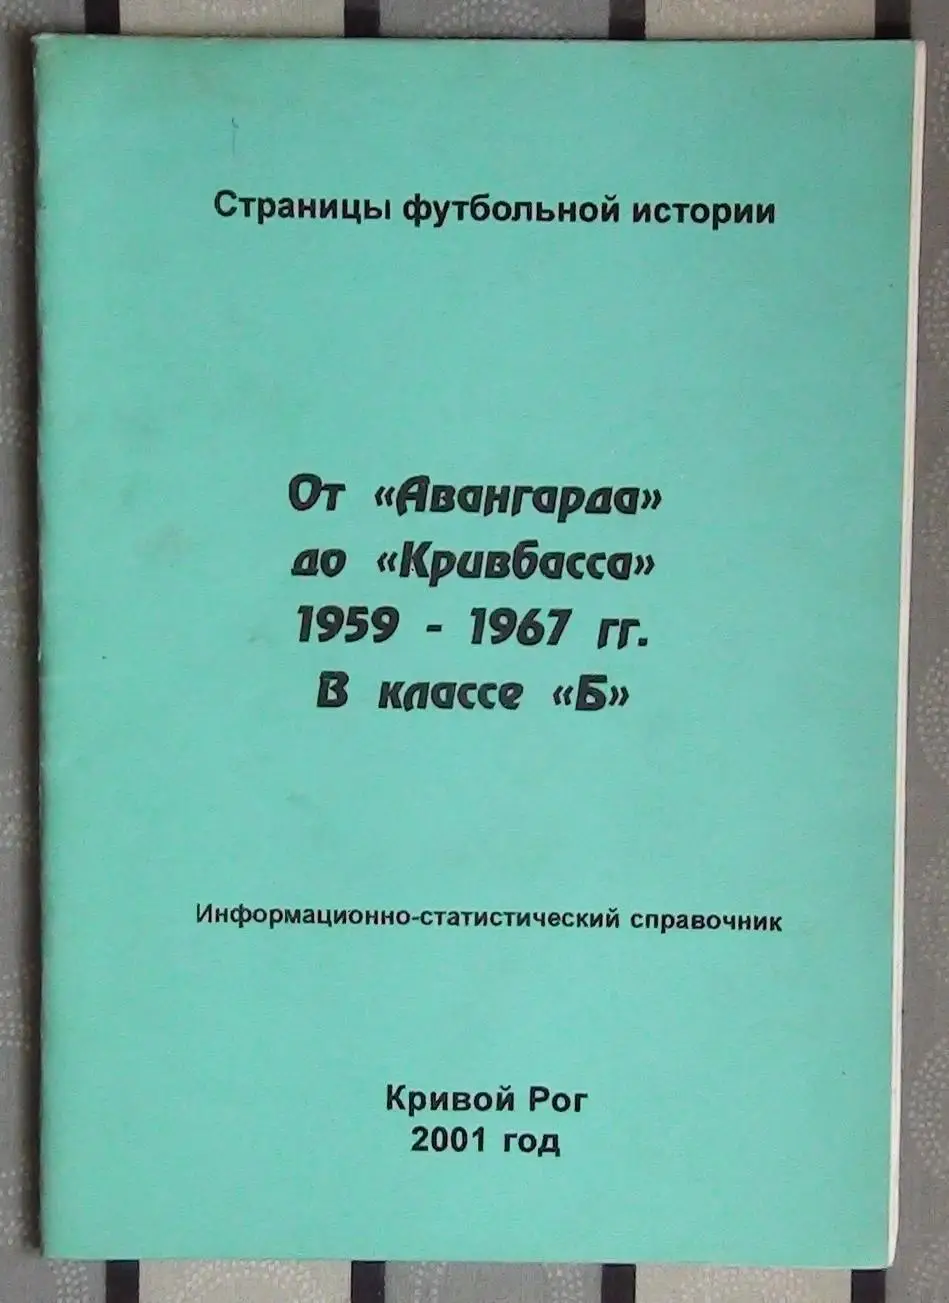 Страницы футбольной истории
От «Авангарда»
до «Кривбасса»
1959 - 1967 гг.
В классе «Б»
Информационно-статистический справочник
Кривой Рог
2001 год